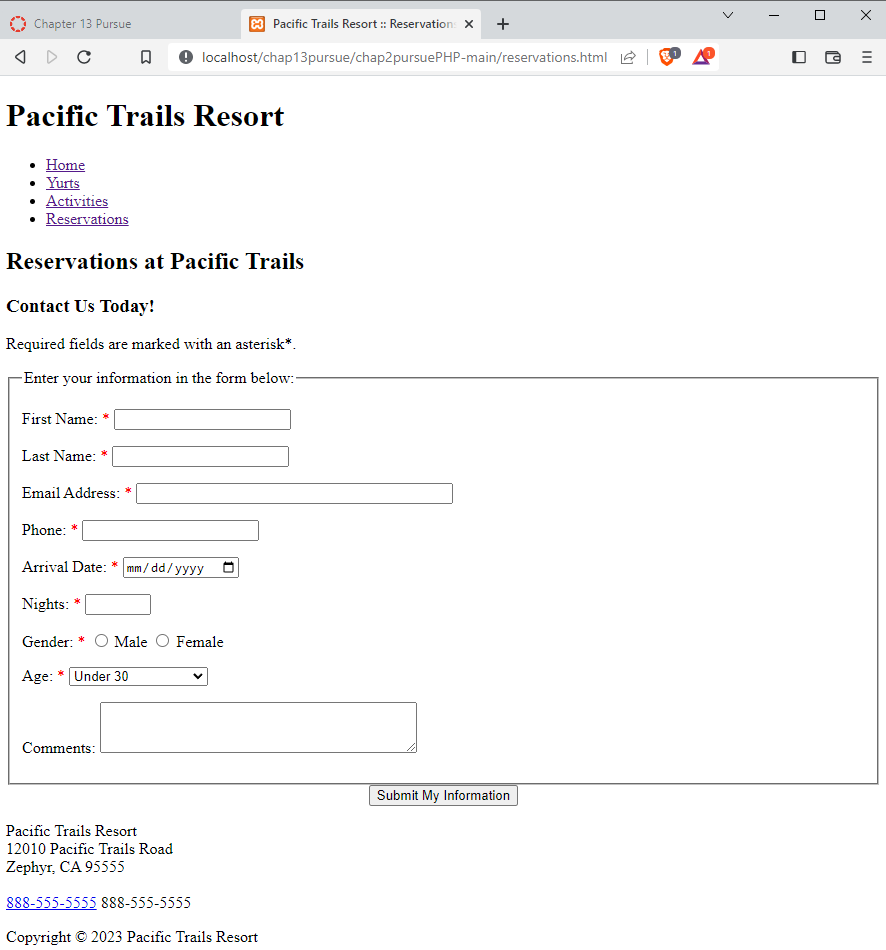 Chapter 13 Pursue
Pacific Trails Resort :: Reservation
localhost/chap13pursue/chap2pursuePHP-main/reservations.html
1
1
Pacific Trails Resort
Home
Yurts
Activities
Reservations
Reservations at Pacific Trails
Contact Us Today!
Required fields are marked with an asterisk*.
Enter your information in the form below:
First Name: *
Last Name: *
Email Address: *
Phone: *
Arrival Date: * mm/dd/yyyy
Nights: *
Gender: * Male Female
Age: * Under 30
Comments:
Submit My Information
Pacific Trails Resort
12010 Pacific Trails Road
Zephyr, CA 95555
888-555-5555 888-555-5555
Copyright © 2023 Pacific Trails Resort